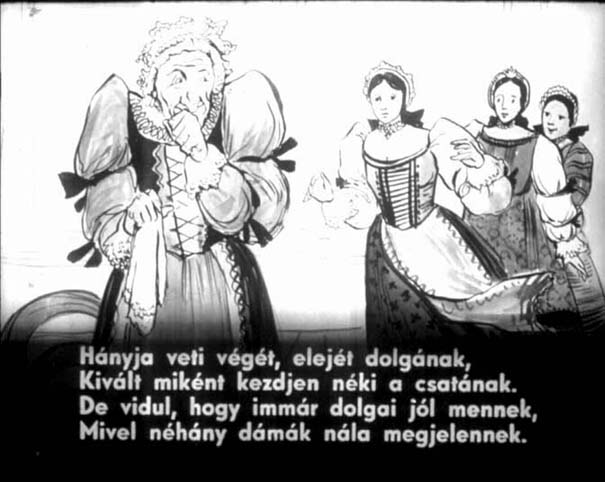 Hányja veti végét, elejét dolgának,
Kivált miként kezdjen néki a csatának.
De vidul, hogy immár dolgai jól mennek,
Mivel néhány dámák nála megjelennek.